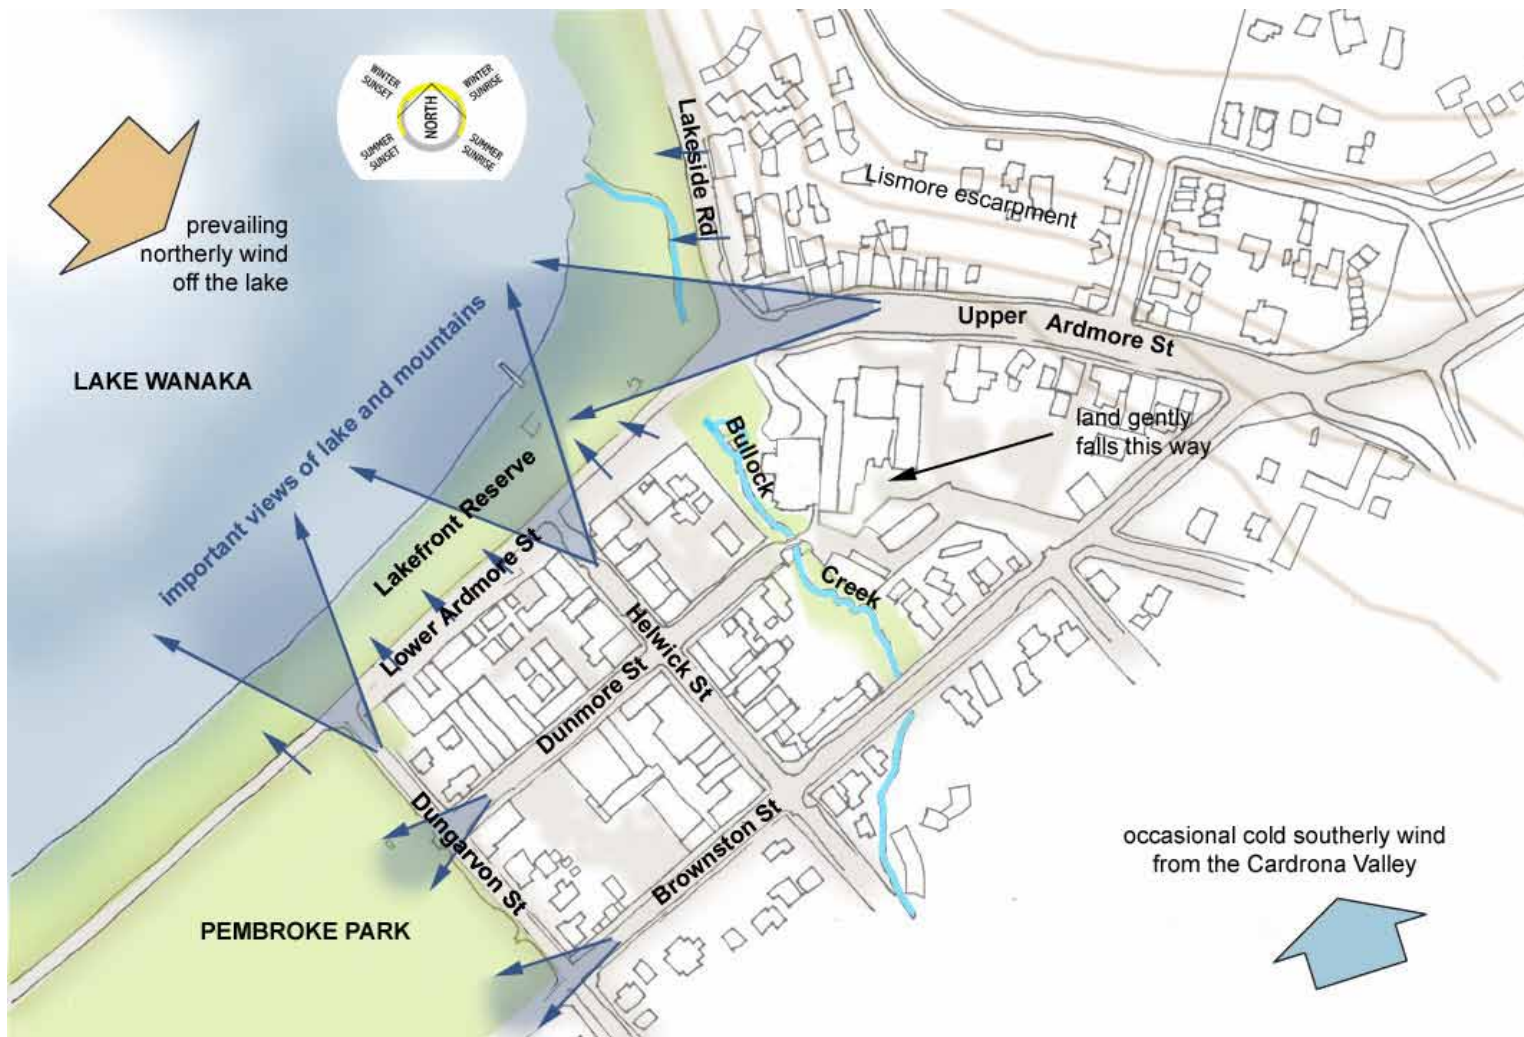 WINTER
SUNSET
WINTER
SUNRISE
NORTH
SUMMER
SUNSET
SUMMER
SUNRISE
Lakeside Rd
Lismore escarpment
prevailing
northerly wind
off the lake
LAKE WANAKA
important views of lake and mountains
Upper Ardmore St
land gently
falls this way
Bullock
Creek
Lakefront Reserve
Lower Ardmore St
Helwick St
Dunmore St
Dungarvon St
Brownston St
PEMBROKE PARK
occasional cold southerly wind
from the Cardrona Valley